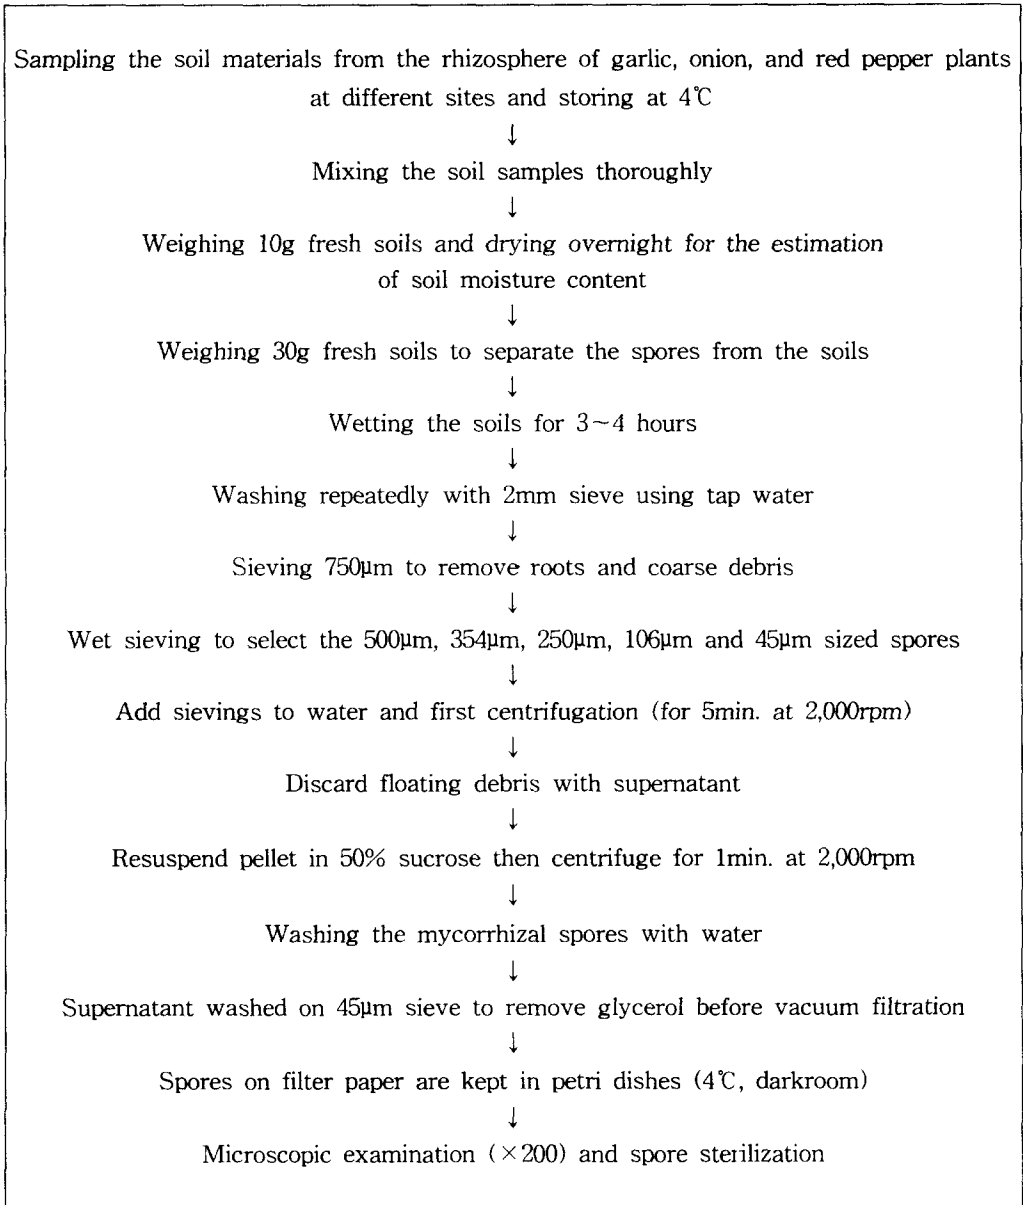 Sampling the soil materials from the rhizosphere of garlic, onion, and red pepper plants
at different sites and storing at 4℃
↓
Mixing the soil samples thoroughly
↓
Weighing 10g fresh soils and drying overnight for the estimation
of soil moisture content
↓
Weighing 30g fresh soils to separate the spores from the soils
↓
Wetting the soils for 3~4 hours
↓
Washing repeatedly with 2mm sieve using tap water
↓
Sieving 750μm to remove roots and coarse debris
↓
Wet sieving to select the 500μm, 354μm, 250μm, 106μm and 45μm sized spores
↓
Add sievings to water and first centrifugation (for 5min. at 2,000rpm)
↓
Discard floating debris with supernatant
↓
Resuspend pellet in 50% sucrose then centrifuge for 1min. at 2,000rpm
↓
Washing the mycorrhizal spores with water
↓
Supernatant washed on 45μm sieve to remove glycerol before vacuum filtration
↓
Spores on filter paper are kept in petri dishes (4℃, darkroom)
↓
Microscopic examination (×200) and spore sterilization